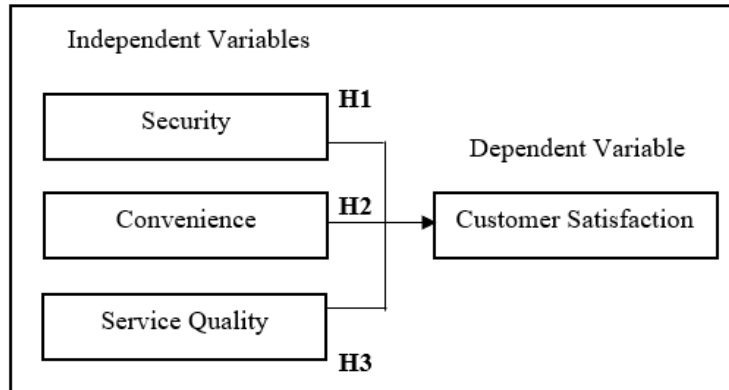 Independent Variables
H1
Security
Dependent Variable
Convenience
H2
Customer Satisfaction
Service Quality
H3